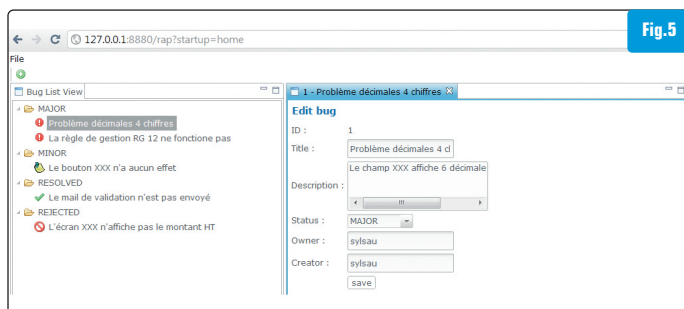 Fig.5
127.0.0.1:8880/rap?startup=home
File
Bug List View
MAJOR
Problème décimales 4 chiffres
La règle de gestion RG 12 ne fonctione pas
MINOR
Le bouton XXX n'a aucun effet
RESOLVED
Le mail de validation n'est pas envoyé
REJECTED
L'écran XXX n'affiche pas le montant HT
1 - Problème décimales 4 chiffres
Edit bug
ID : 1
Title : Problème décimales 4 cl
Description : Le champ XXX affiche 6 décimale
Status : MAJOR
Owner : sylsau
Creator : sylsau
save